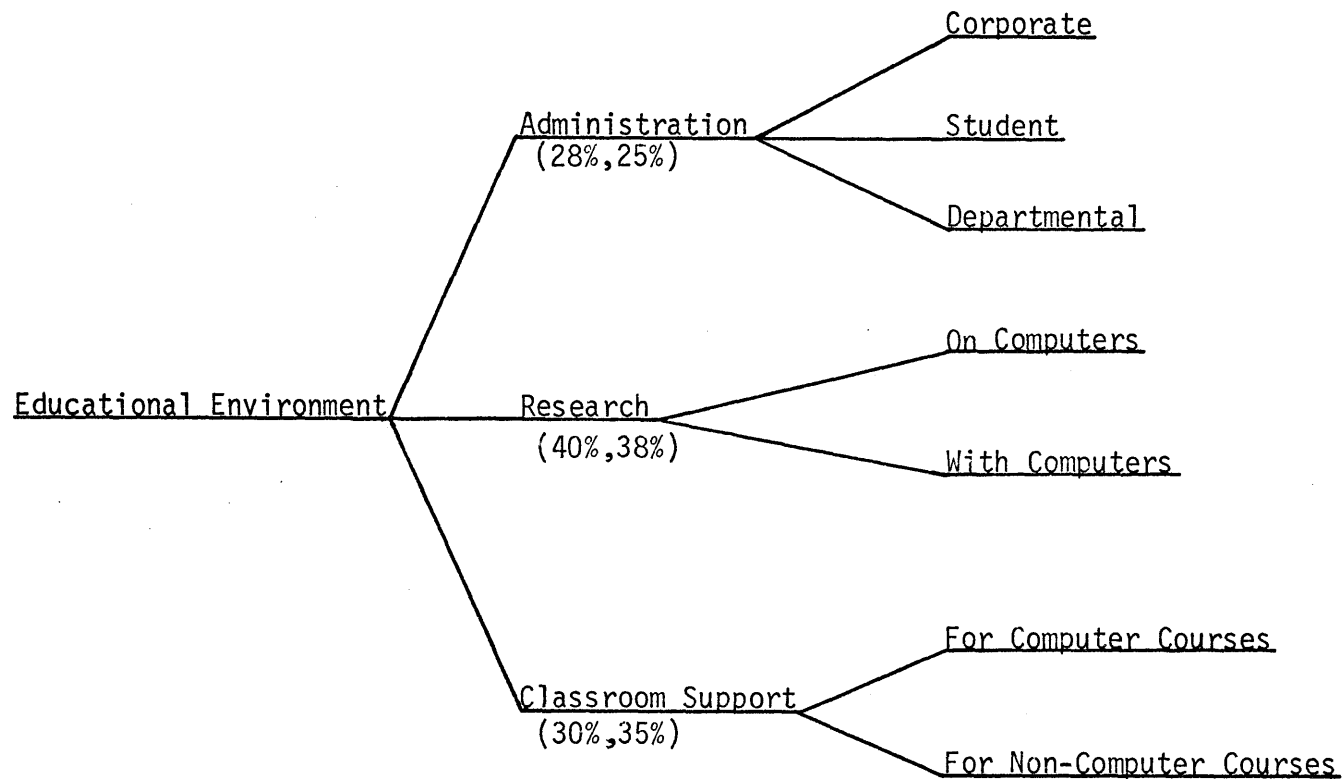 Corporate
Administration
(28%,25%)
Student
Departmental
On Computers
Educational Environment
Research
(40%,38%)
With Computers
For Computer Courses
Classroom Support
(30%,35%)
For Non-Computer Courses